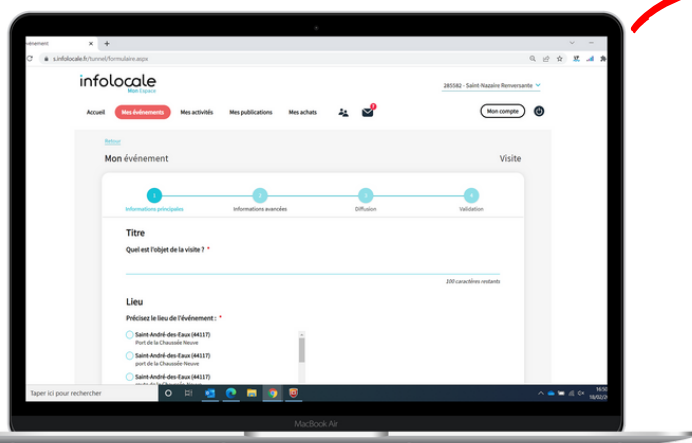 s.infolocale.fr/tunnel/formulaire.aspx
infolocale
Mon Espace
285582 - Saint-Nazaire Renversante
Accueil Mes événements Mes activités Mes publications Mes achats Mon compte
Retour
Mon événement Visite
1 2 3 4
Informations principales Informations avancées Diffusion Validation
Titre
Quel est l'objet de la visite ? *
100 caractères restants
Lieu
Précisez le lieu de l'événement : *
Saint-André-des-Eaux (44117)
Port de la Chaussée Neuve
Saint-André-des-Eaux (44117)
port de la Chaussée-Neuve
Saint-André-des-Eaux (44117)
Taper ici pour rechercher
MacBook Air